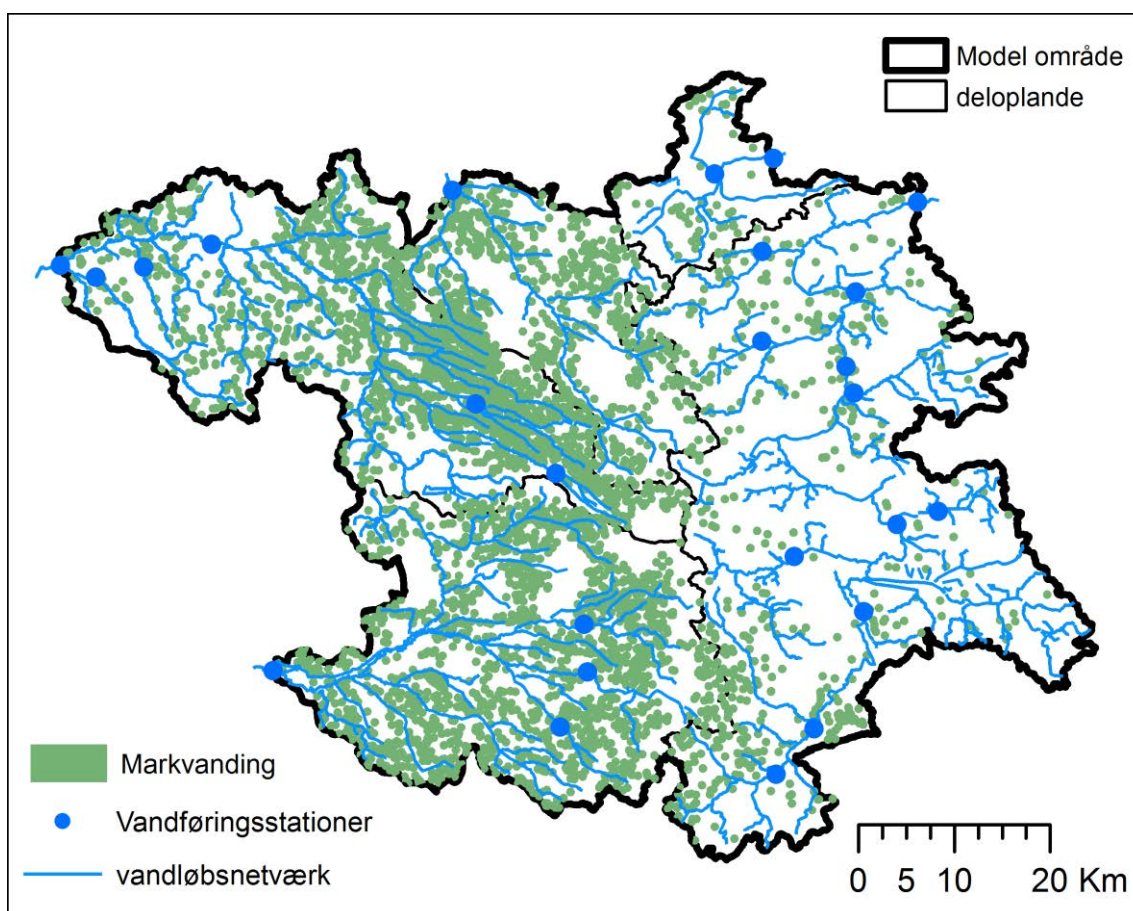 Model område
deloplande
Markvanding
Vandføringsstationer
vandløbsnetværk
0 5 10 20 Km